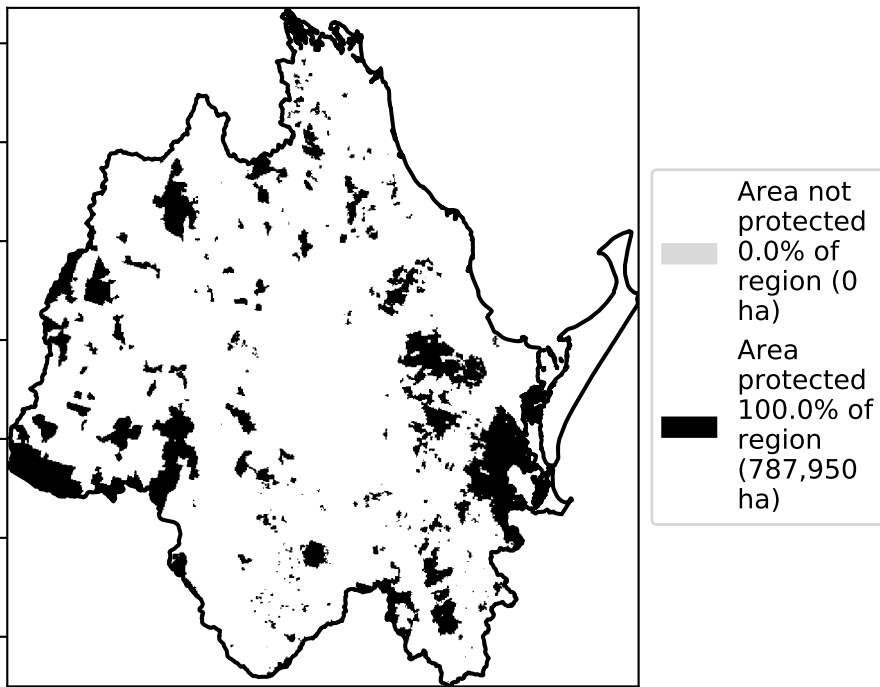 Area not
protected
0.0% of
region (0
ha)
Area
protected
100.0% of
region
(787,950
ha)